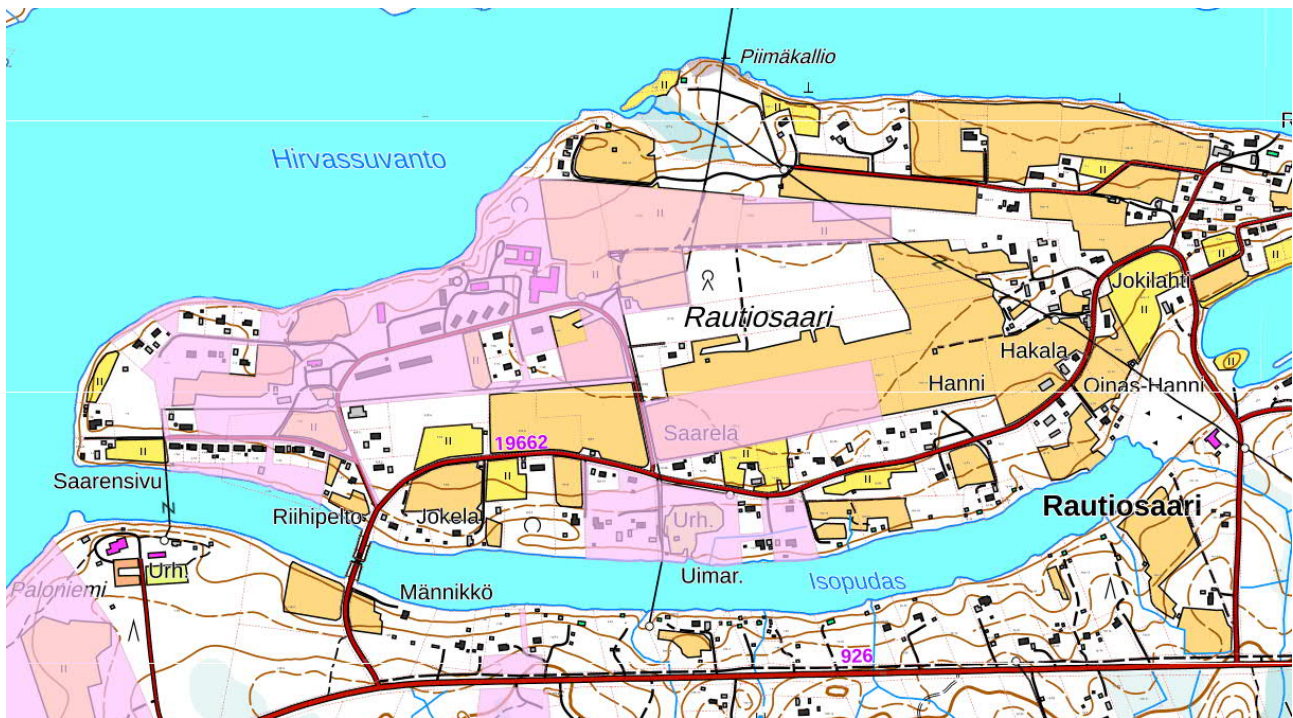 Piimäkallio
Hirvassuvanto
Rautiosaari
Jokilahti
Hakala
Hanni
Oinas-Hanni
Saarela
19662
Saarensivu
Riihipelto
Jokela
Urh.
Rautiosaari
Urh.
Uimar.
Isopudas
Paloniemi
Männikkö
926